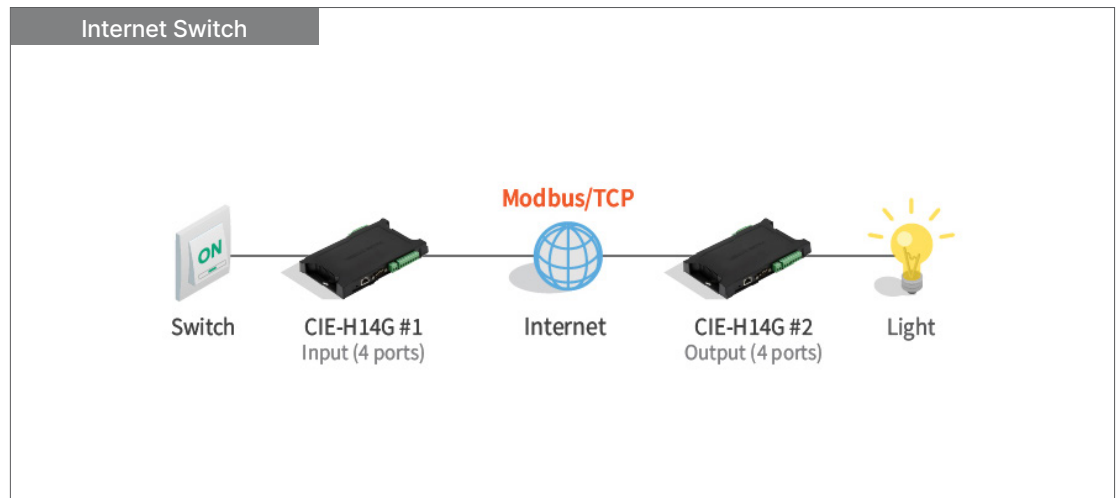 Internet Switch
Modbus/TCP
ON
Switch
CIE-H14G #1
Input (4 ports)
Internet
CIE-H14G #2
Output (4 ports)
Light